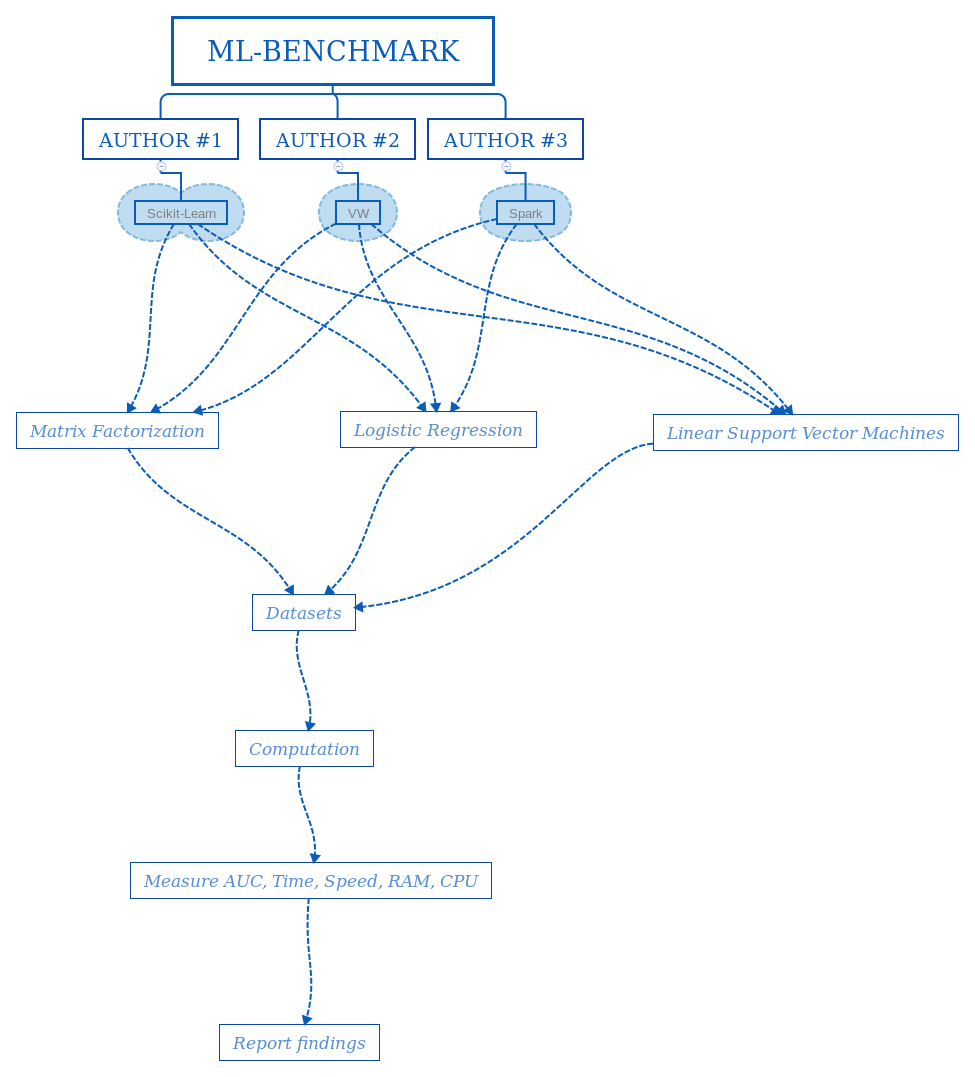 ML-BENCHMARK
AUTHOR #1
AUTHOR #2
AUTHOR #3
Scikit-Learn
VW
Spark
Matrix Factorization
Logistic Regression
Linear Support Vector Machines
Datasets
Computation
Measure AUC, Time, Speed, RAM, CPU
Report findings